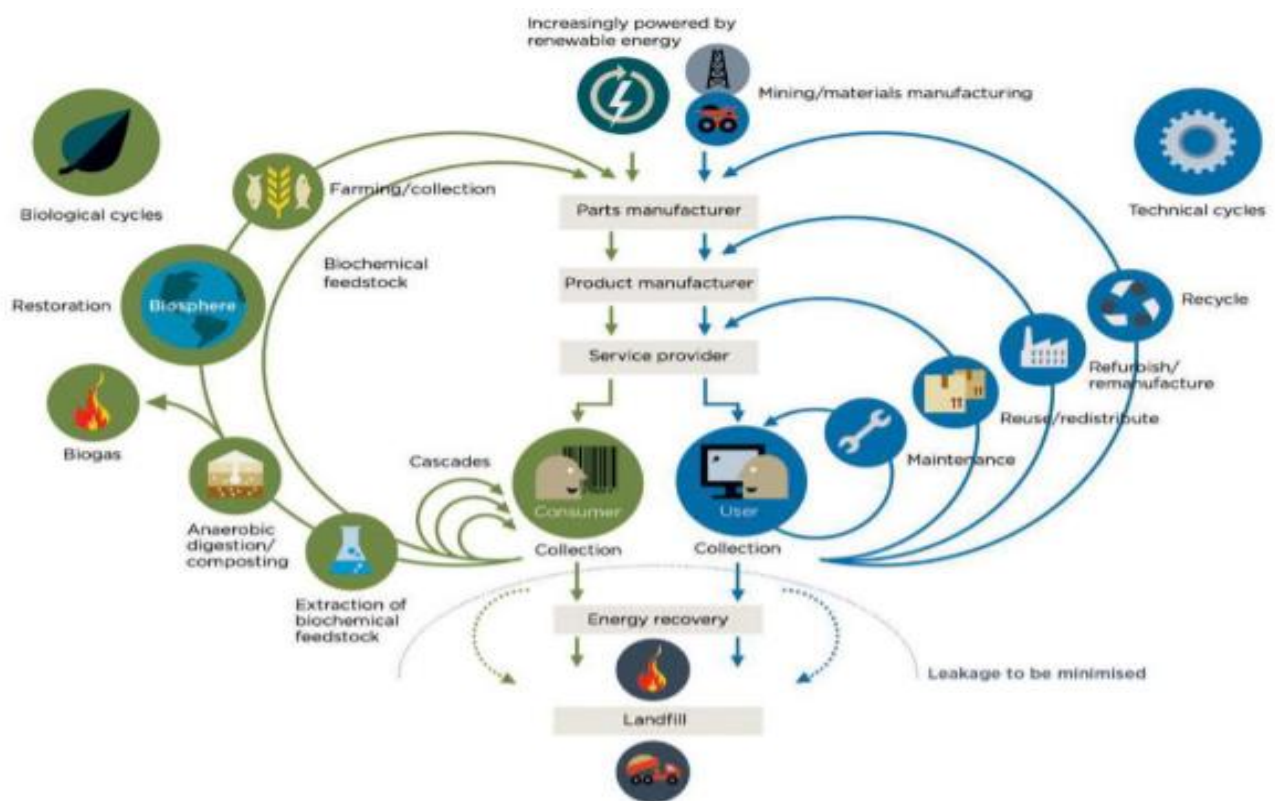 Increasingly powered by
renewable energy
Mining/materials manufacturing
Biological cycles
Technical cycles
Farming/collection
Parts manufacturer
Biochemical
feedstock
Product manufacturer
Restoration
Biosphere
Recycle
Service provider
Refurbish/
remanufacture
Biogas
Reuse/redistribute
Cascades
Maintenance
Consumer
User
Anaerobic
digestion/
composting
Collection
Collection
Extraction of
biochemical
feedstock
Energy recovery
Leakage to be minimised
Landfill